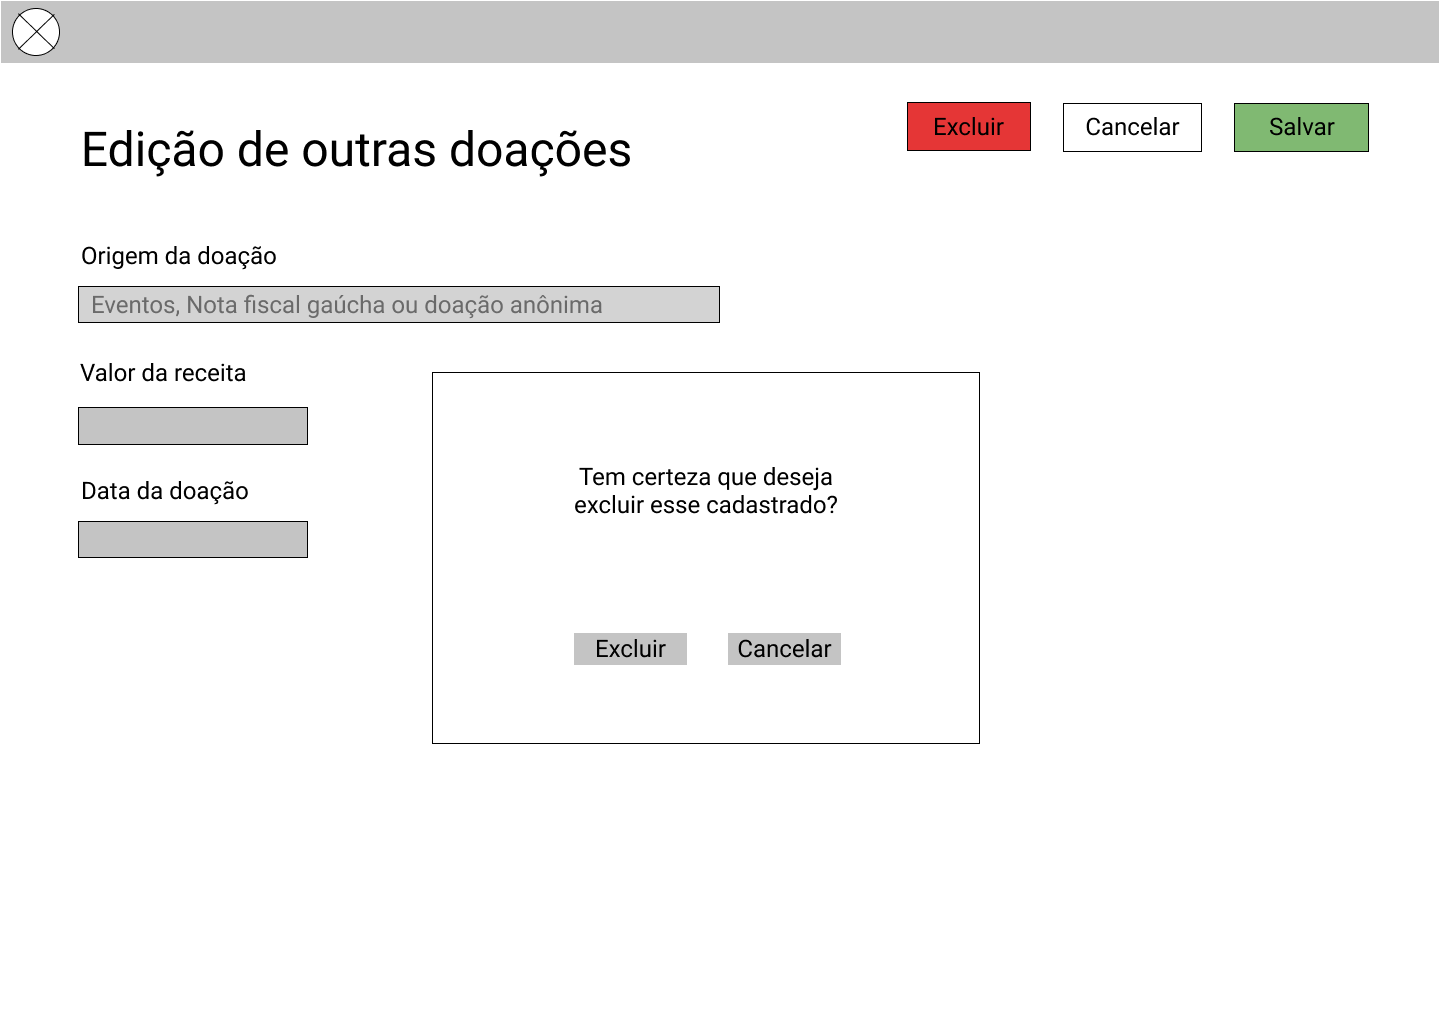 Edição de outras doações
Excluir
Cancelar
Salvar
Origem da doação
Eventos, Nota fiscal gaúcha ou doação anônima
Valor da receita
Data da doação
Tem certeza que deseja
excluir esse cadastrado?
Excluir
Cancelar